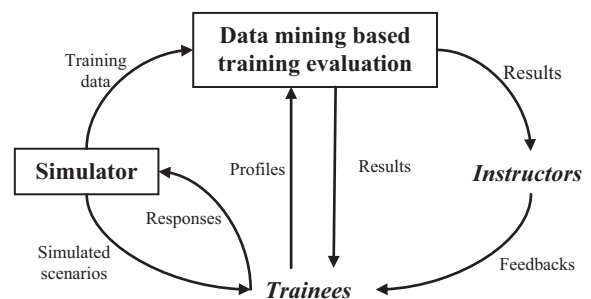 Data mining based
training evaluation
Training
data
Results
Simulator
Profiles
Results
Instructors
Responses
Simulated
scenarios
Feedbacks
Trainees